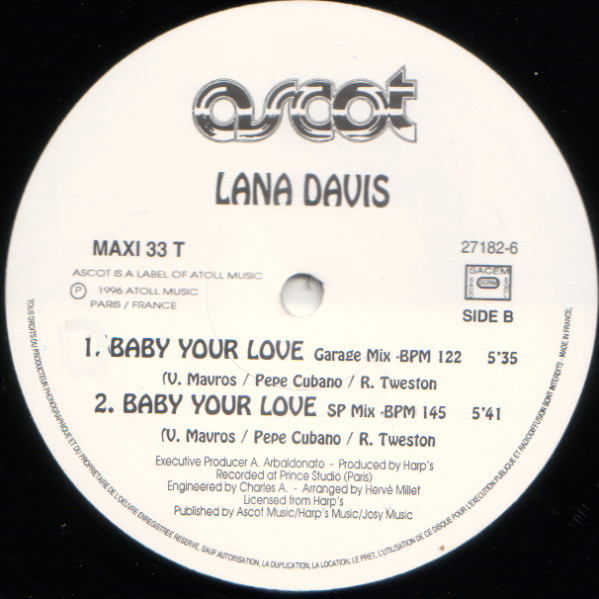 ascot
LANA DAVIS
MAXI 33 T
27182-6
ASCOT IS A LABEL OF ATOLL MUSIC
Ⓟ 1996 ATOLL MUSIC
PARIS / FRANCE
SACEM
SIDE B
1. BABY YOUR LOVE Garage Mix -BPM 122 5'35
(V. Mavros / Pepe Cubano / R. Tweston
2. BABY YOUR LOVE SP Mix -BPM 145 5'41
(V. Mavros / Pepe Cubano / R. Tweston
Executive Producer A. Arbaldonato - Produced by Harp's
Recorded at Prince Studio (Paris)
Engineered by Charles A. - Arranged by Hervé Millet
Licensed from Harp's
Published by Ascot Music/Harp's Music/Josy Music
TOUS DROITS DU PRODUCTEUR PHONOGRAPHIQUE ET DU PROPRIETAIRE DE L'OEUVRE ENREGISTREE RESERVE, SAUF AUTORISATION, LA DUPLICATION, LA LOCATION, LE PRET, L'UTILISATION DE CE DISQUE POUR L'EXECUTION PUBLIQUE ET RADIODIFFUSION SONT INTERDITS - MADE IN FRANCE.